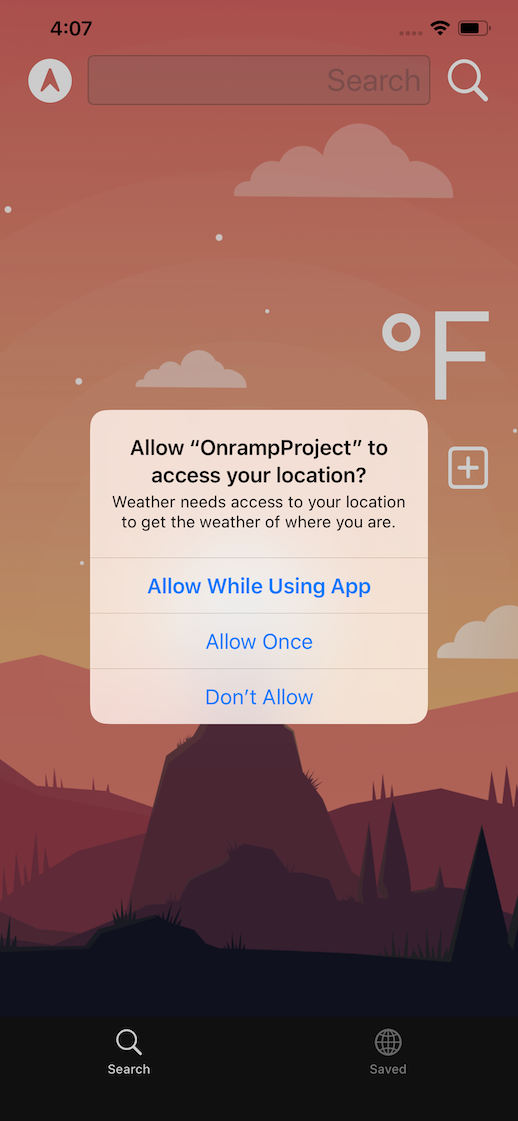 4:07
Search
°F
Allow “OnrampProject” to
access your location?
Weather needs access to your location
to get the weather of where you are.
Allow While Using App
Allow Once
Don’t Allow
Search
Saved